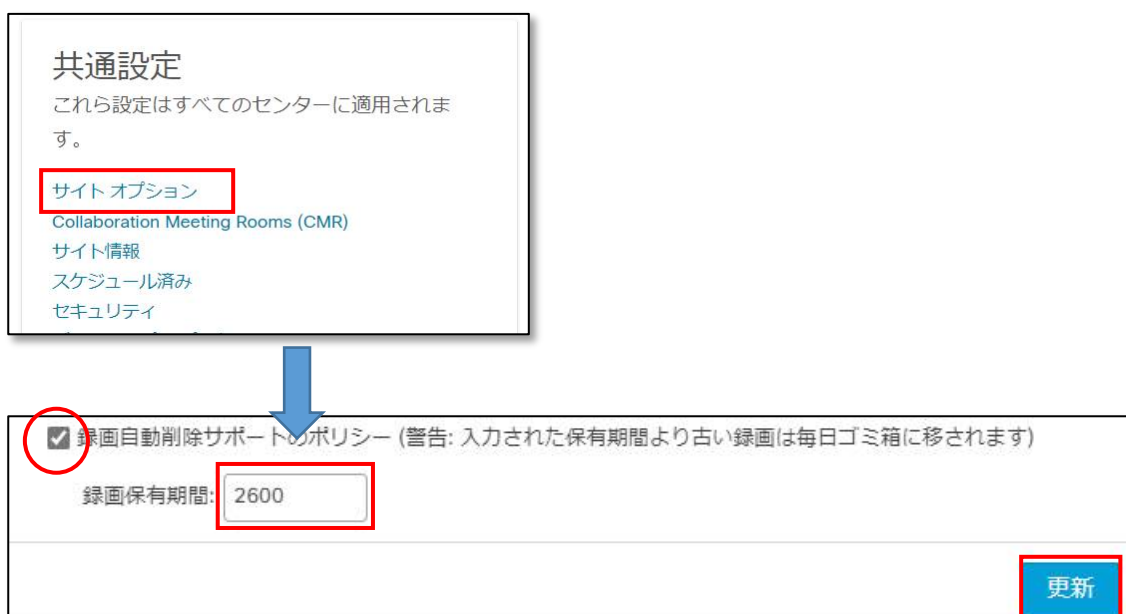 共通設定
これら設定はすべてのセンターに適用されま
す。
サイト オプション
Collaboration Meeting Rooms (CMR)
サイト情報
スケジュール済み
セキュリティ
録画自動削除サポートのポリシー (警告: 入力された保有期間より古い録画は毎日ゴミ箱に移されます)
録画保有期間: 2600
更新